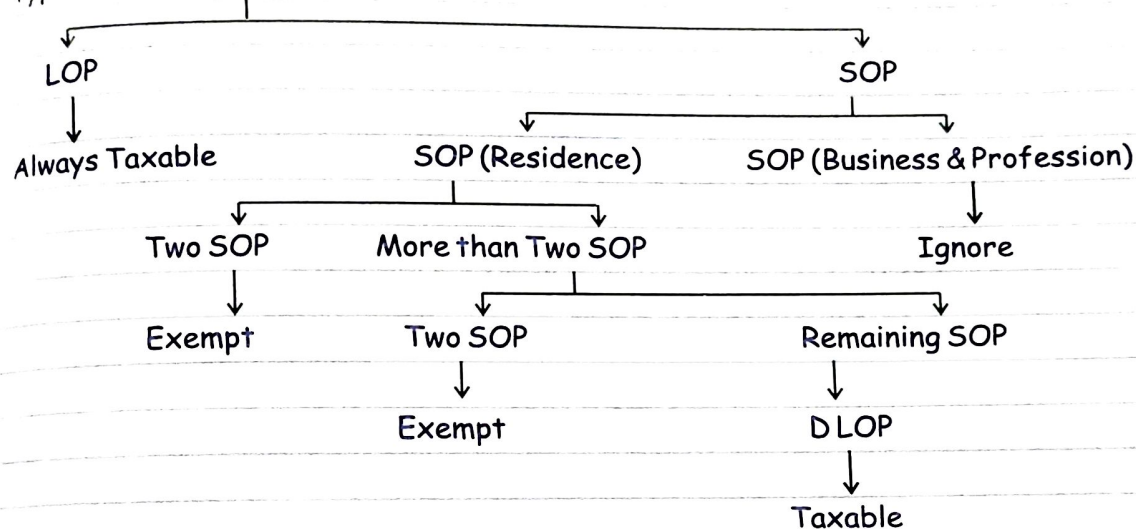 LOP SOP
Always Taxable SOP (Residence) SOP (Business & Profession)
Two SOP More than Two SOP Ignore
Exempt Two SOP Remaining SOP
Exempt D LOP
Taxable